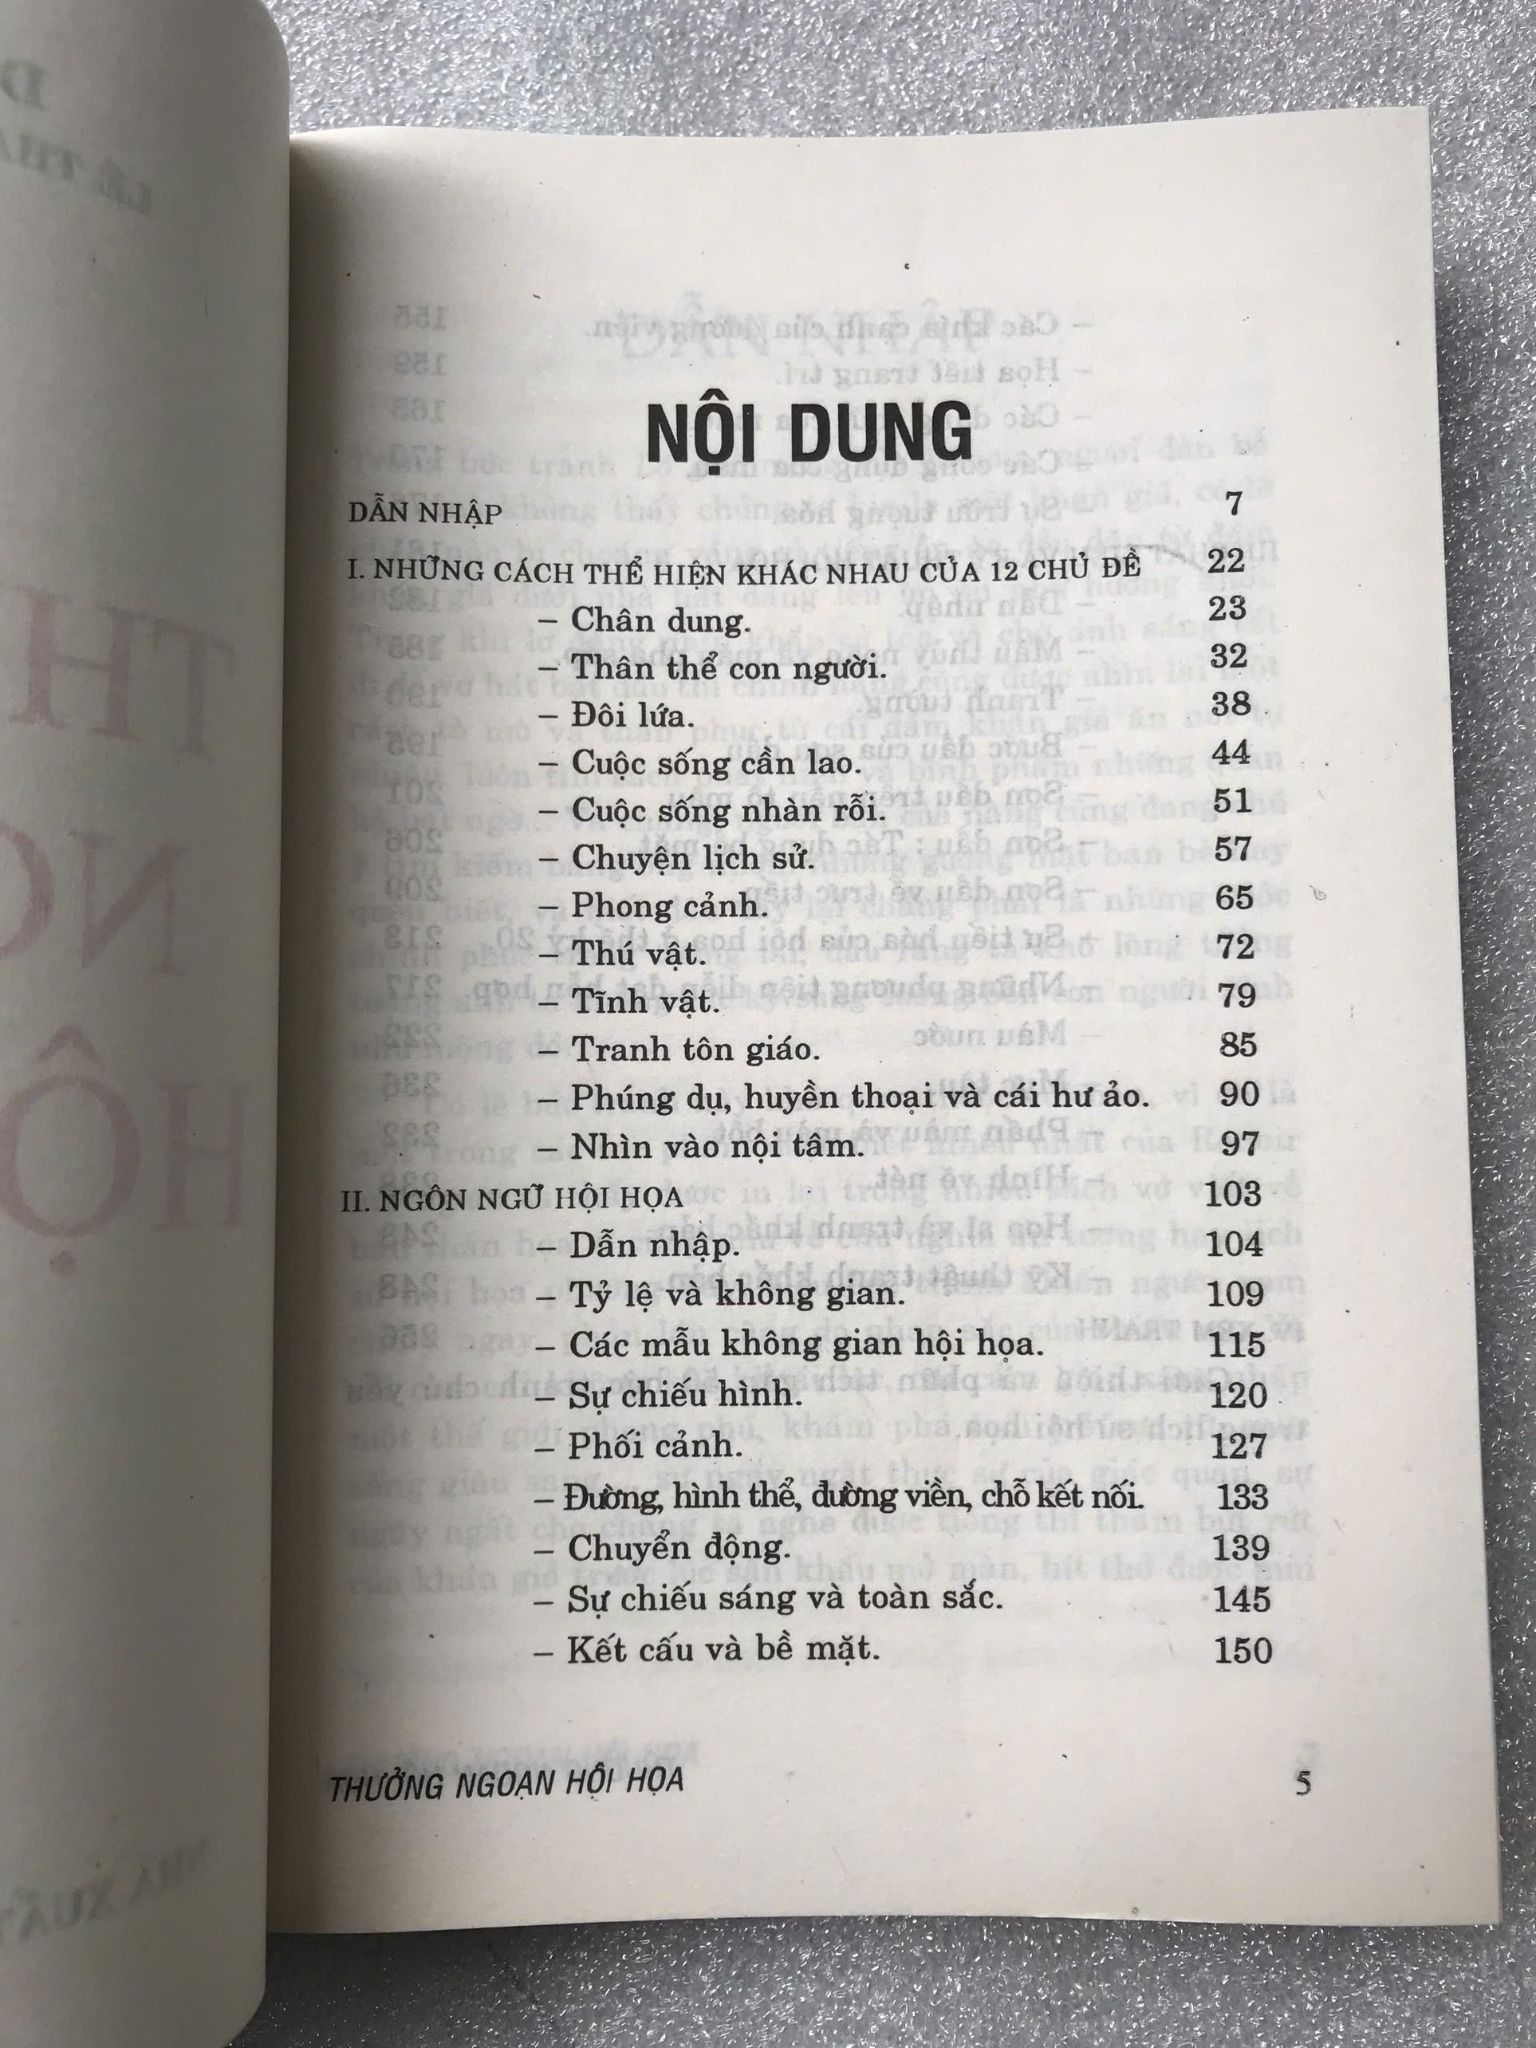 NỘI DUNG
DẪN NHẬP 7
I. NHỮNG CÁCH THỂ HIỆN KHÁC NHAU CỦA 12 CHỦ ĐỀ 22
– Chân dung. 23
– Thân thể con người. 32
– Đôi lứa. 38
– Cuộc sống cần lao. 44
– Cuộc sống nhàn rỗi. 51
– Chuyện lịch sử. 57
– Phong cảnh. 65
– Thú vật. 72
– Tĩnh vật. 79
– Tranh tôn giáo. 85
– Phúng dụ, huyền thoại và cái hư ảo. 90
– Nhìn vào nội tâm. 97
II. NGÔN NGỮ HỘI HỌA 103
– Dẫn nhập. 104
– Tỷ lệ và không gian. 109
– Các mẫu không gian hội họa. 115
– Sự chiếu hình. 120
– Phối cảnh. 127
– Đường, hình thể, đường viền, chỗ kết nối. 133
– Chuyển động. 139
– Sự chiếu sáng và toàn sắc. 145
– Kết cấu và bề mặt. 150
THƯỞNG NGOẠN HỘI HỌA 5